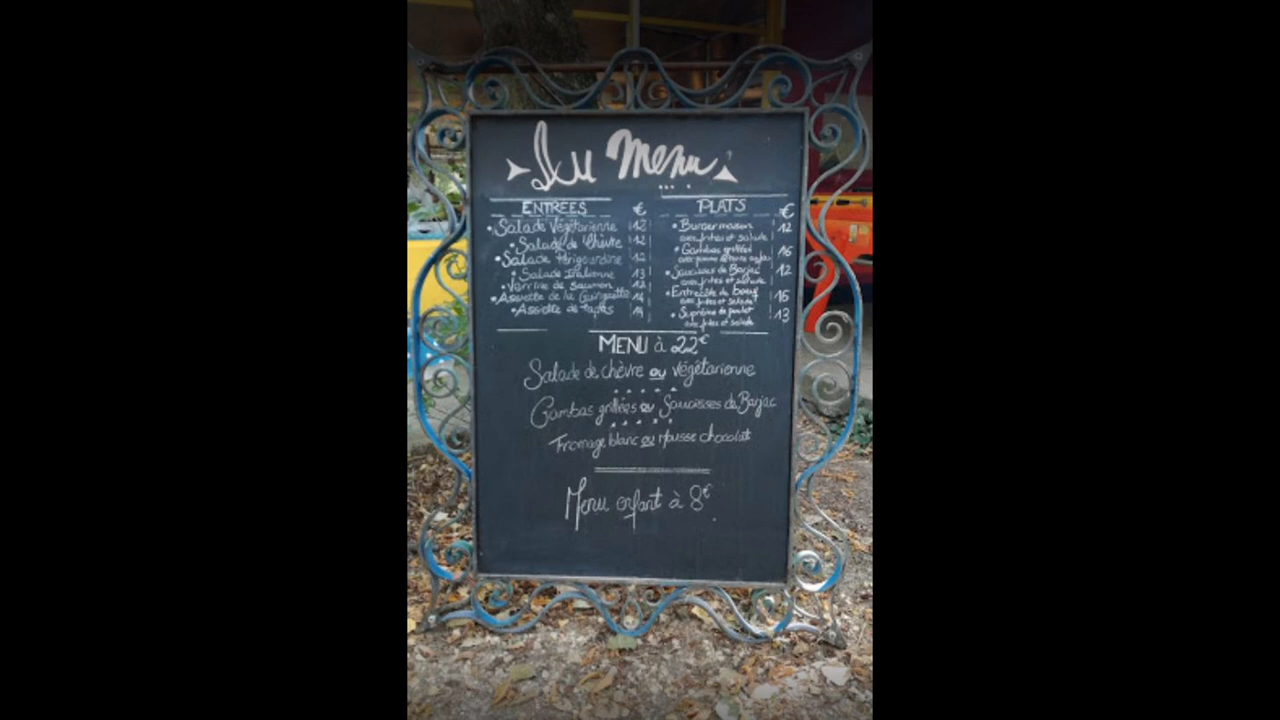 Au Menu
ENTRÉES €
• Salade Végétarienne 12
• Salade de Chèvre 12
• Salade Périgourdine 12
• Salade Italienne 13
• Verrine de saumon 12
• Assiette de la Guinguette 14
• Assiette de Tapas 14
PLATS €
• Burger maison 12
avec frites et salade
• Gambas grillées 16
avec
• Saucisses de Barjac 12
avec frites et salade
• Entrecôte de boeuf 16
avec frites et salade
• Suprême de poulet 13
avec frites et salade
MENU à 22€
Salade de chèvre ou végétarienne
Gambas grillées ou Saucisses de Barjac
Fromage blanc ou Mousse chocolat
Menu enfant à 8€